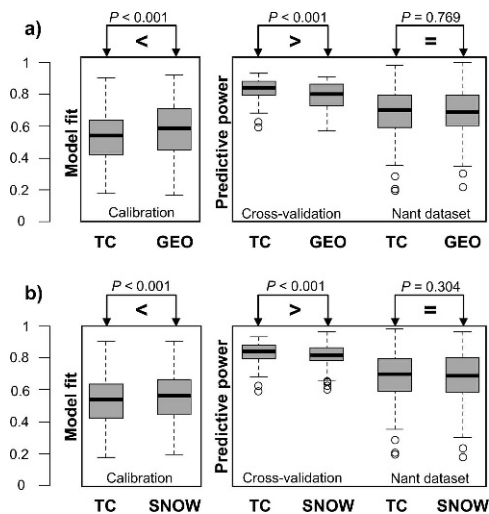 a)
P < 0.001
P < 0.001
P = 0.769
<
>
=
1
0.8
0.6
0.4
0.2
0
Model fit
Predictive power
Calibration
Cross-validation
Nant dataset
TC GEO TC GEO TC GEO
b)
P < 0.001
P < 0.001
P = 0.304
<
>
=
1
0.8
0.6
0.4
0.2
0
Model fit
Predictive power
Calibration
Cross-validation
Nant dataset
TC SNOW TC SNOW TC SNOW